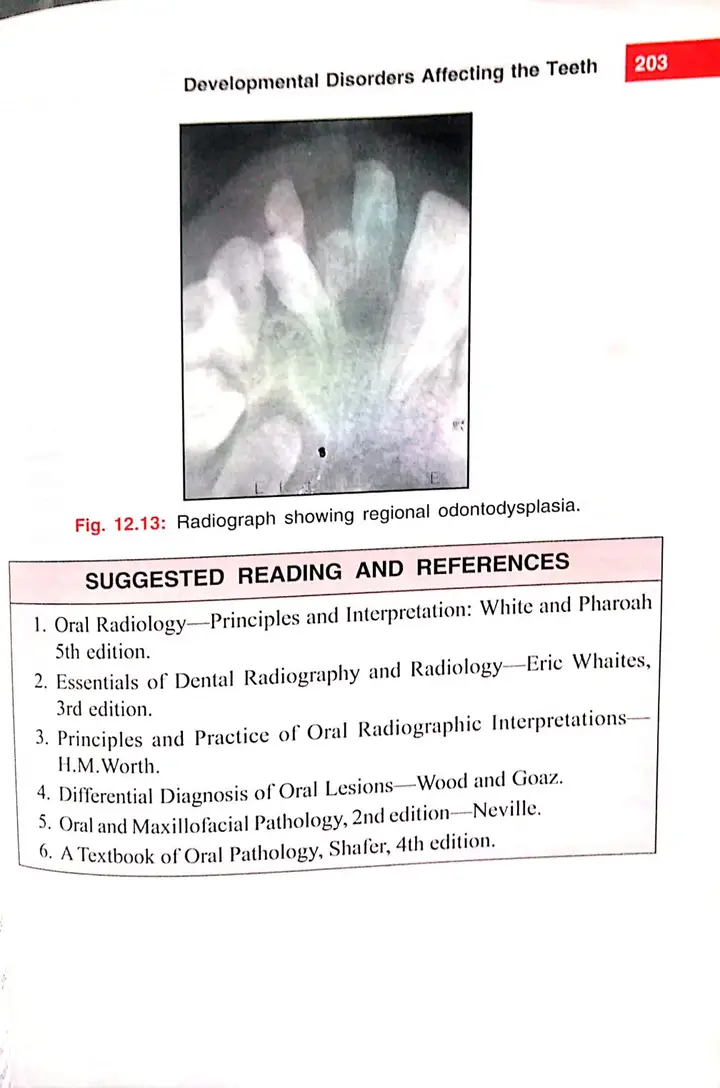 Developmental Disorders Affecting the Teeth 203
Fig. 12.13: Radiograph showing regional odontodysplasia.
SUGGESTED READING AND REFERENCES
1. Oral Radiology—Principles and Interpretation: White and Pharoah
5th edition.
2. Essentials of Dental Radiography and Radiology—Eric Whaites,
3rd edition.
3. Principles and Practice of Oral Radiographic Interpretations—
H.M.Worth.
4. Differential Diagnosis of Oral Lesions—Wood and Goaz.
5. Oral and Maxillofacial Pathology, 2nd edition—Neville.
6. A Textbook of Oral Pathology, Shafer, 4th edition.